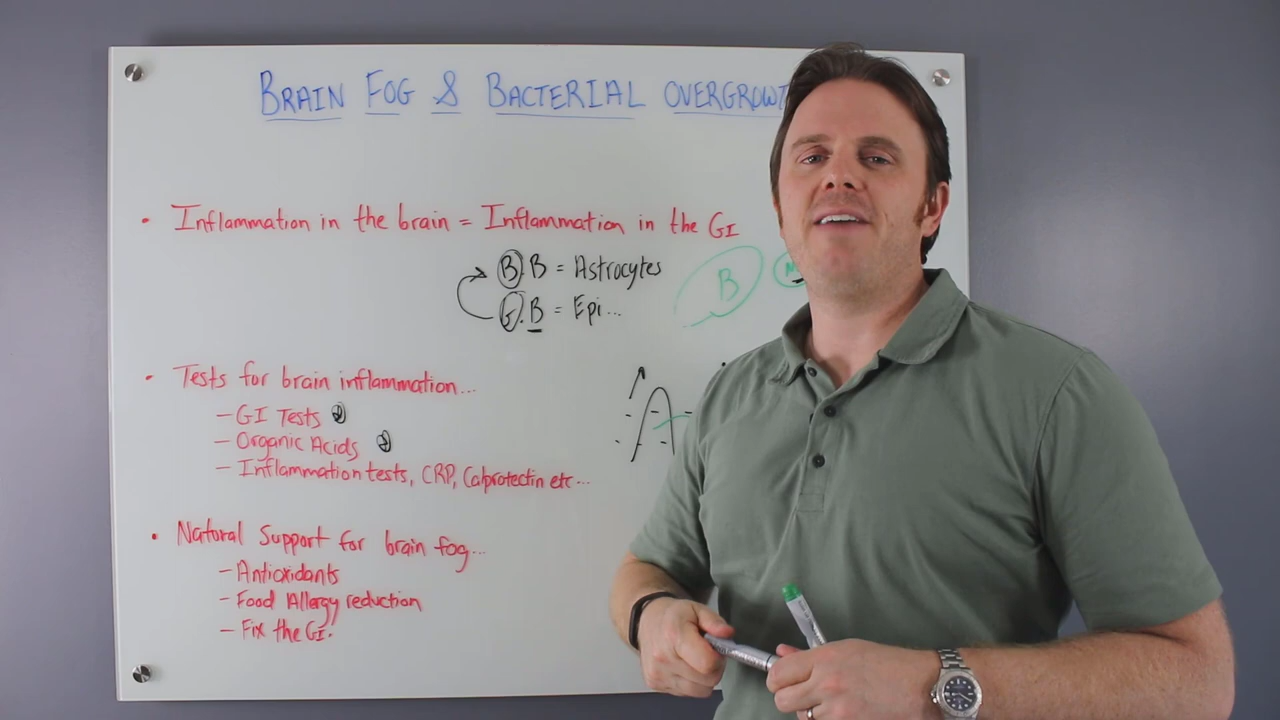 BRAIN FOG & BACTERIAL OVERGROWT
• Inflammation in the brain = Inflammation in the GI
B.B = Astrocytes
G.B = Epi...
B
M
• Tests for brain inflammation...
- GI Tests
- Organic Acids
- Inflammation tests, CRP, Calprotectin etc...
• Natural Support for brain fog...
- Antioxidants
- Food Allergy reduction
- Fix the GI.